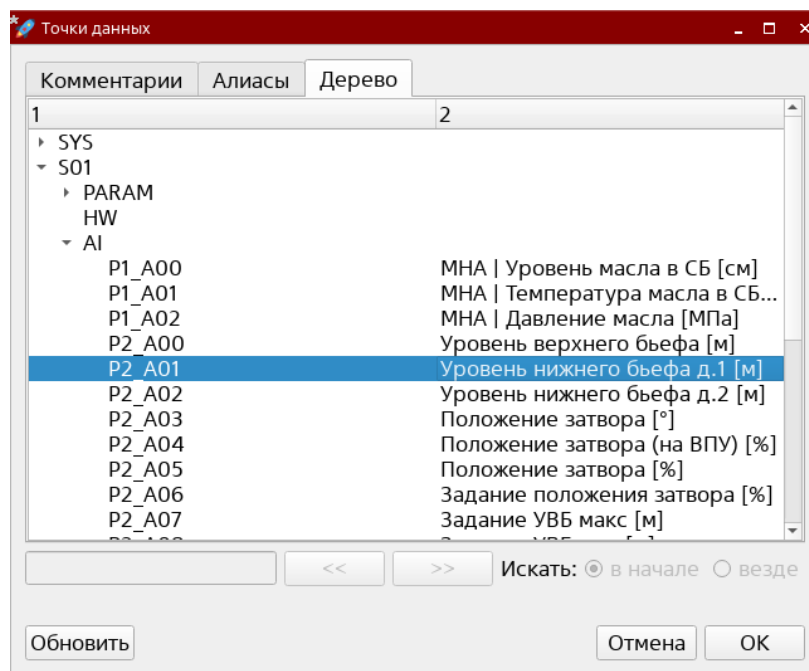 Точки данных
Комментарии Алиасы Дерево
1 2
SYS
S01
PARAM
HW
AI
P1_A00 МНА | Уровень масла в СБ [см]
P1_A01 МНА | Температура масла в СБ...
P1_A02 МНА | Давление масла [МПа]
P2_A00 Уровень верхнего бьефа [м]
P2_A01 Уровень нижнего бьефа д.1 [м]
P2_A02 Уровень нижнего бьефа д.2 [м]
P2_A03 Положение затвора [°]
P2_A04 Положение затвора (на ВПУ) [%]
P2_A05 Положение затвора [%]
P2_A06 Задание положения затвора [%]
P2_A07 Задание УВБ макс [м]
<< >> Искать: в начале везде
Обновить Отмена OK